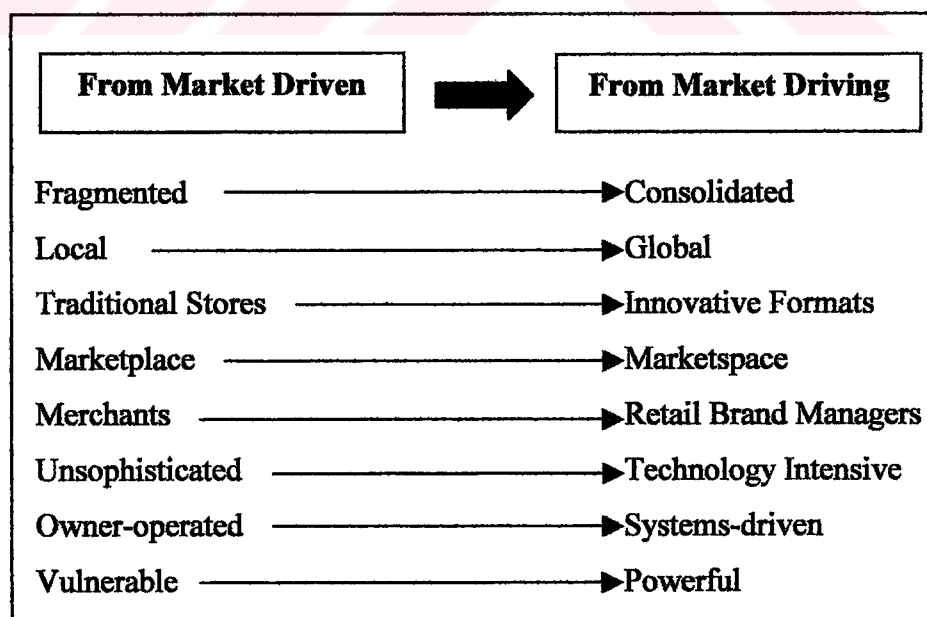 From Market Driven From Market Driving
Fragmented Consolidated
Local Global
Traditional Stores Innovative Formats
Marketplace Marketspace
Merchants Retail Brand Managers
Unsophisticated Technology Intensive
Owner-operated Systems-driven
Vulnerable Powerful